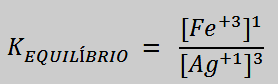 K_EQUILÍBRIO = [Fe⁺³]¹ / [Ag⁺¹]³